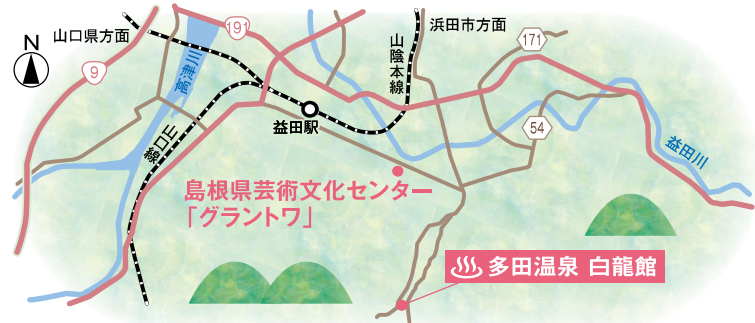 N
山口県方面
9
高津川
191
山陰本線
浜田市方面
171
54
益田駅
山口線
益田川
島根県芸術文化センター
「グラントワ」
多田温泉 白龍館